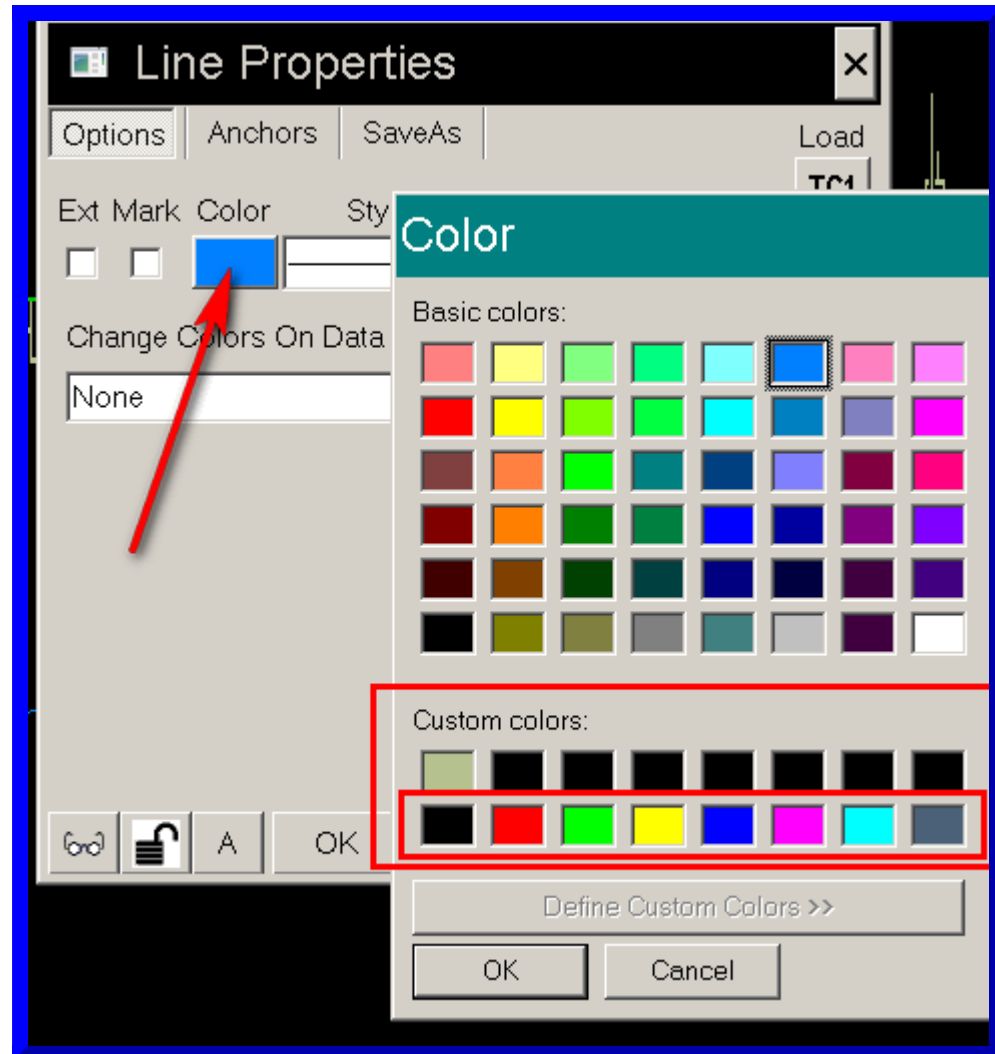 Line Properties
Options Anchors SaveAs
Load
TC1
Ext Mark Color
Color
Basic colors:
Change Colors On Data
None
Custom colors:
A OK
Define Custom Colors >>
OK Cancel